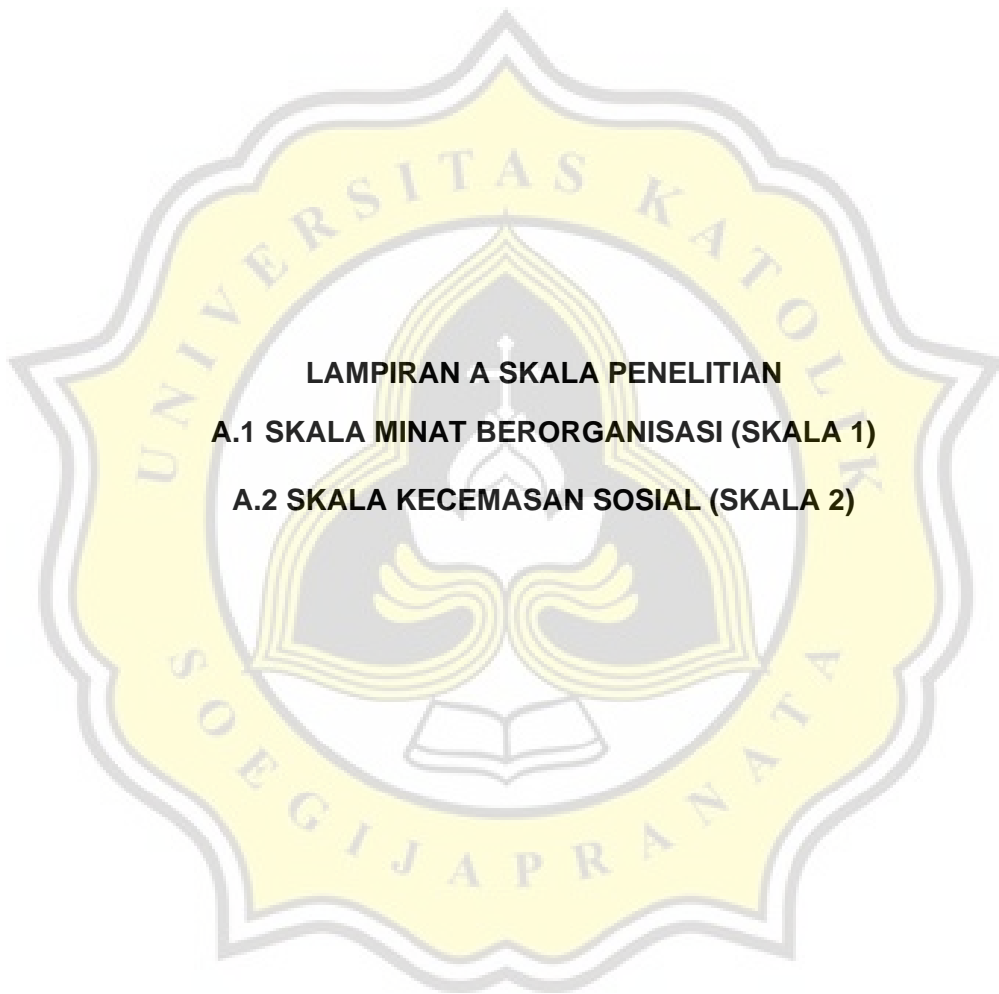 UNIVERSITAS KATOLIK
LAMPIRAN A SKALA PENELITIAN
A.1 SKALA MINAT BERORGANISASI (SKALA 1)
A.2 SKALA KECEMASAN SOSIAL (SKALA 2)
SOEGIJAPRANATA